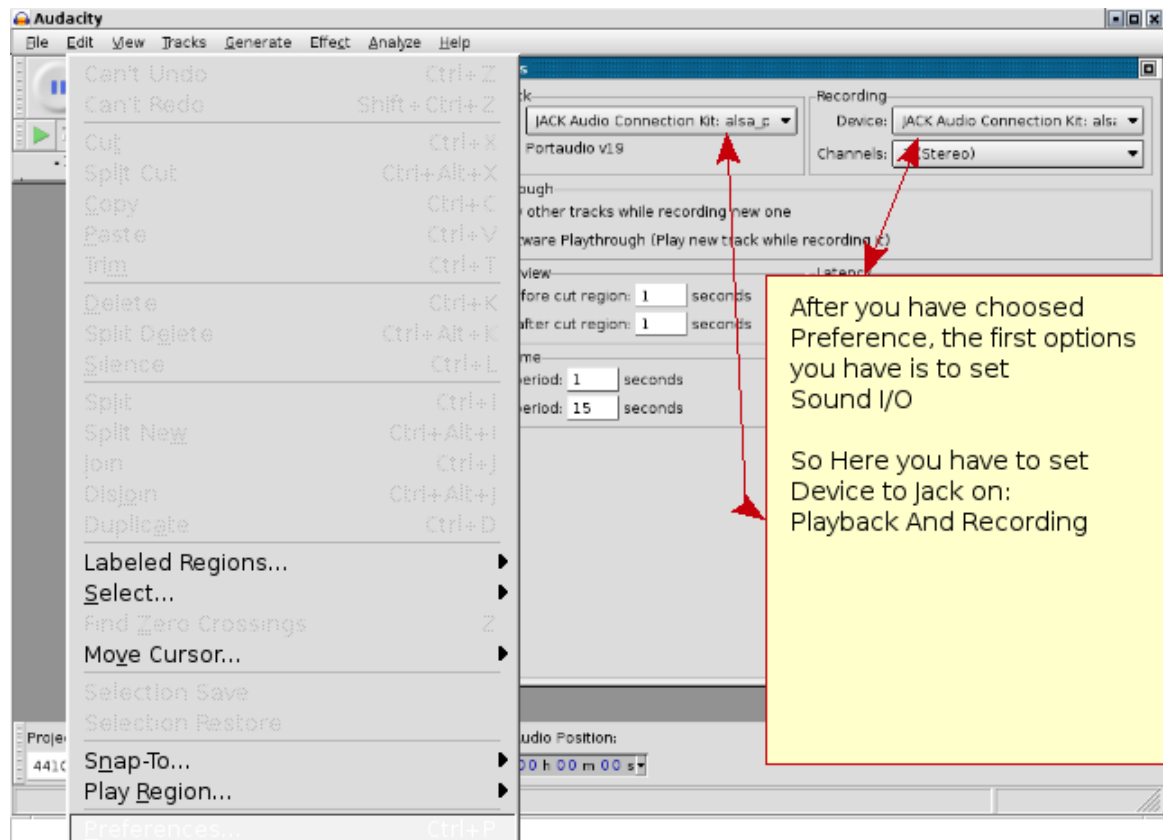 Audacity
File Edit View Tracks Generate Effect Analyze Help
Can't Undo Ctrl+Z
Can't Redo Shift+Ctrl+Z
Cut Ctrl+X
Split Cut Ctrl+Alt+X
Copy Ctrl+C
Paste Ctrl+V
Trim Ctrl+T
Delete Ctrl+K
Split Delete Ctrl+Alt+K
Silence Ctrl+L
Split Ctrl+I
Split New Ctrl+Alt+I
Join Ctrl+J
Disjoin Ctrl+Alt+J
Duplicate Ctrl+D
Labeled Regions...
Select...
Find Zero Crossings Z
Move Cursor...
Selection Save
Selection Restore
Snap-To...
Play Region...
Preferences... Ctrl+P
JACK Audio Connection Kit: alsa_p
Portaudio v19
Recording
Device: JACK Audio Connection Kit: als
Channels: (Stereo)
other tracks while recording new one
ware Playthrough (Play new track while recording it)
view
fore cut region: 1 seconds
after cut region: 1 seconds
Latency
me
period: 1 seconds
period: 15 seconds
After you have choosed
Preference, the first options
you have is to set
Sound I/O
So Here you have to set
Device to Jack on:
Playback And Recording
Proje
441
udio Position:
00 h 00 m 00 s